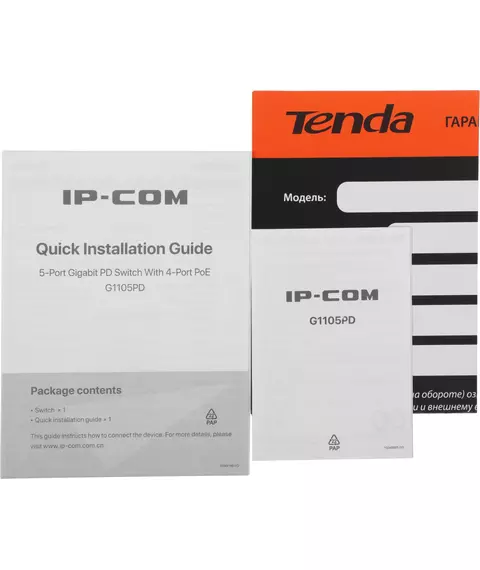 IP-COM
Quick Installation Guide
5-Port Gigabit PD Switch With 4-Port PoE
G1105PD
Package contents
• Switch × 1
• Quick installation guide × 1
This guide instructs how to connect the device. For more details, please
visit www.ip-com.com.cn.
PAP
Tenda
ГАРА
Модель:
на обороте) оз
и и внешнему в
IP-COM
G1105PD
PAP